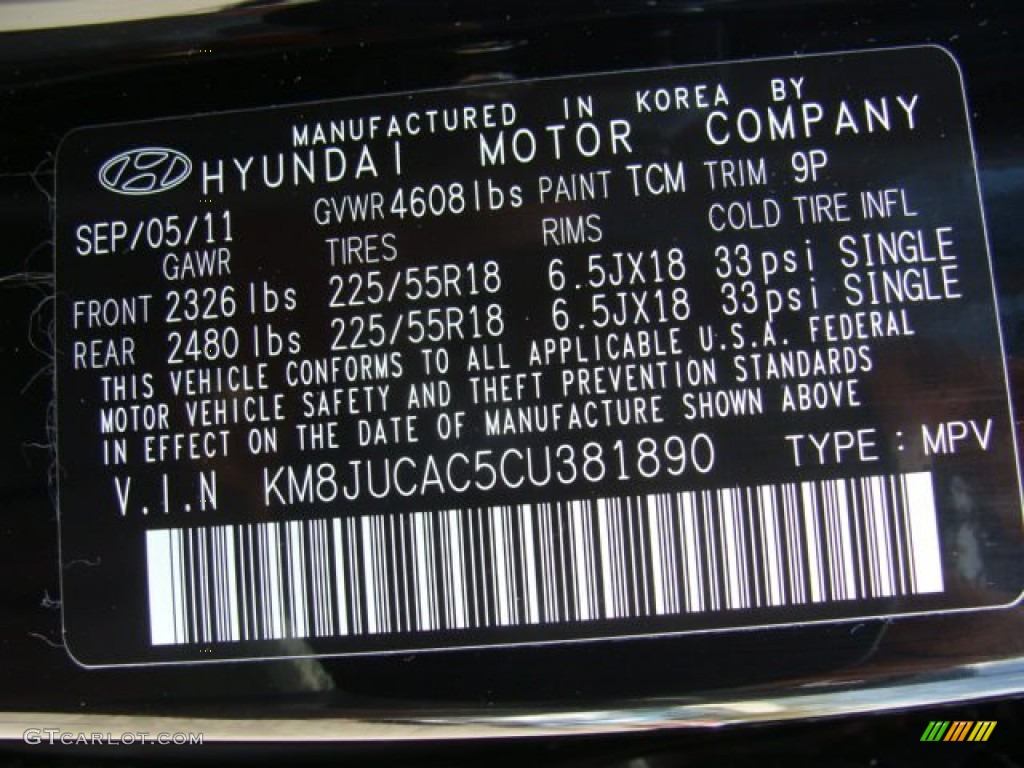 MANUFACTURED IN KOREA BY
HYUNDAI MOTOR COMPANY
SEP/05/11 GVWR 4608 lbs PAINT TCM TRIM 9P
GAWR TIRES RIMS COLD TIRE INFL
FRONT 2326 lbs 225/55R18 6.5JX18 33psi SINGLE
REAR 2480 lbs 225/55R18 6.5JX18 33psi SINGLE
THIS VEHICLE CONFORMS TO ALL APPLICABLE U.S.A. FEDERAL
MOTOR VEHICLE SAFETY AND THEFT PREVENTION STANDARDS
IN EFFECT ON THE DATE OF MANUFACTURE SHOWN ABOVE
V.I.N KM8JUCAC5CU381890 TYPE : MPV
GTCARLOT.COM